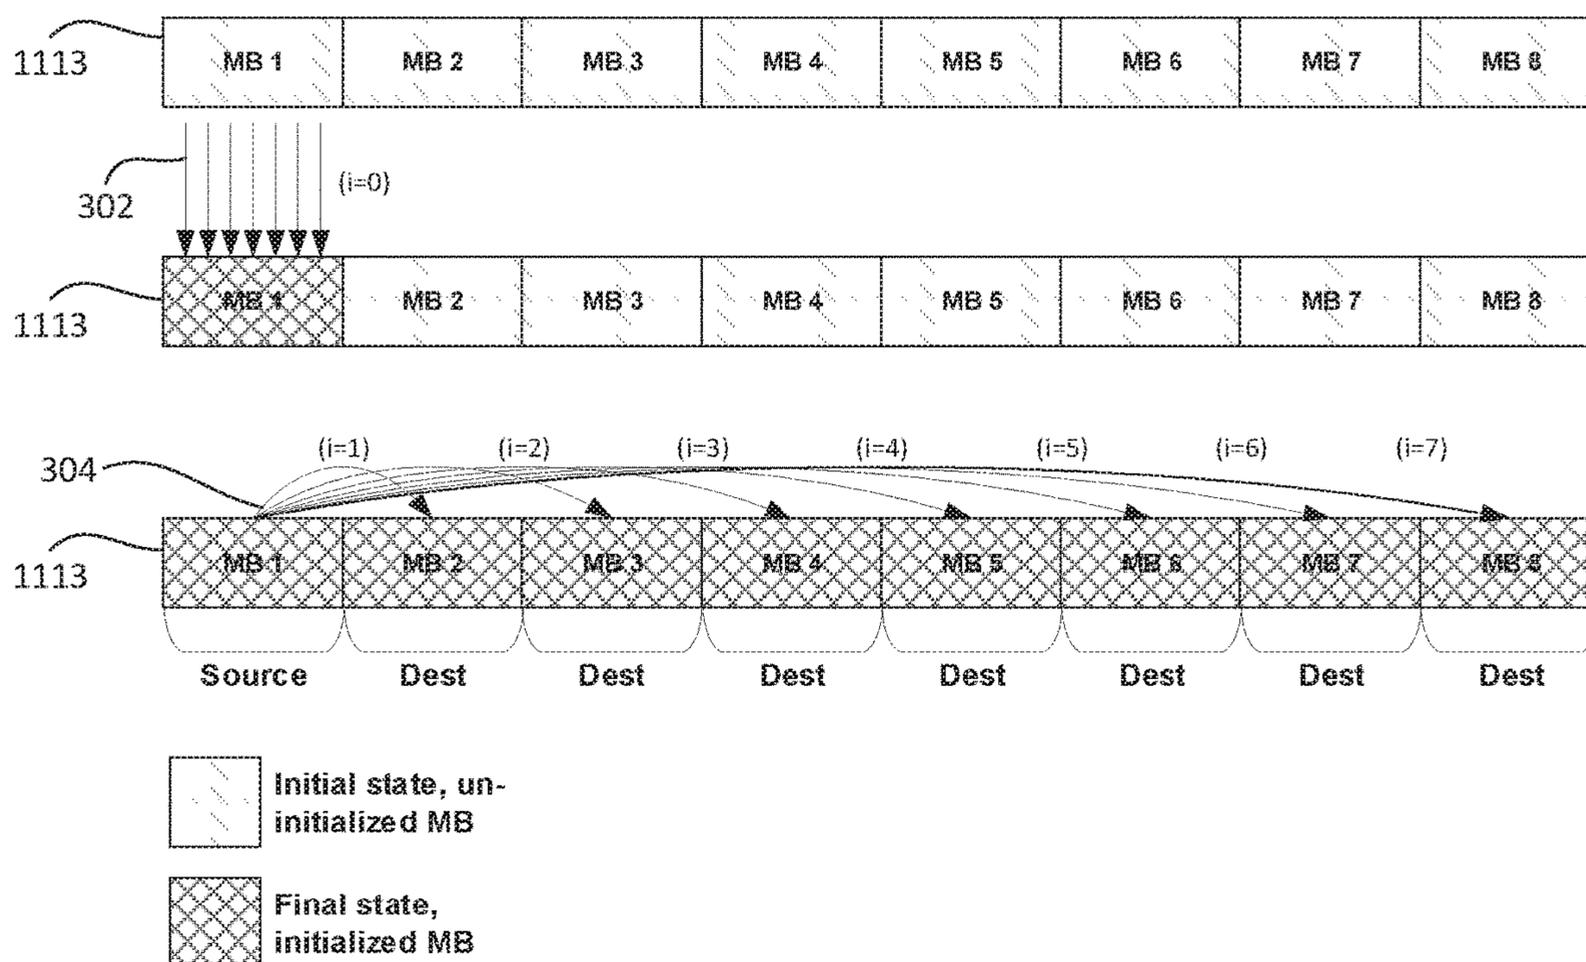 1113 MB 1 MB 2 MB 3 MB 4 MB 5 MB 6 MB 7 MB 8
302 (i=0)
1113 MB 1 MB 2 MB 3 MB 4 MB 5 MB 6 MB 7 MB 8
304 (i=1) (i=2) (i=3) (i=4) (i=5) (i=6) (i=7)
1113 MB 1 MB 2 MB 3 MB 4 MB 5 MB 6 MB 7 MB 8
Source Dest Dest Dest Dest Dest Dest Dest
Initial state, un-
initialized MB
Final state,
initialized MB